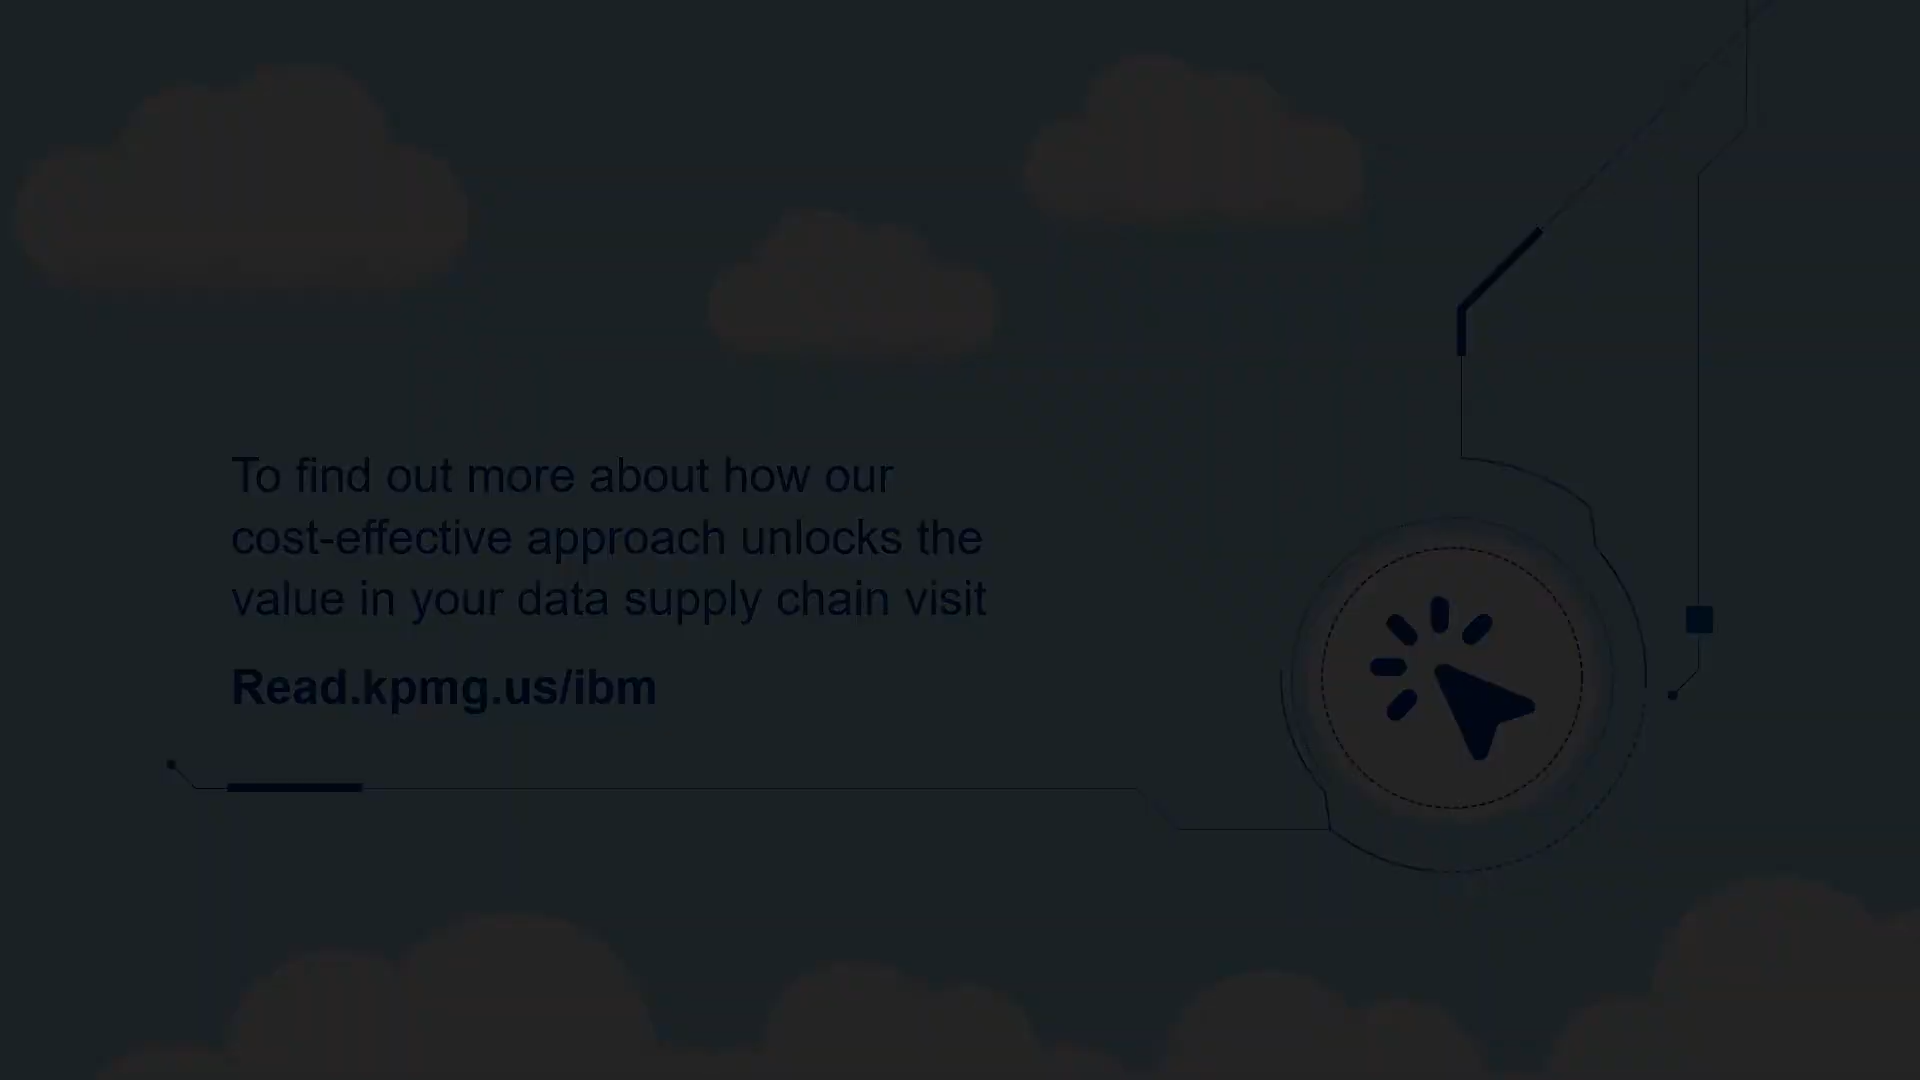 To find out more about how our
cost-effective approach unlocks the
value in your data supply chain visit
Read.kpmg.us/ibm